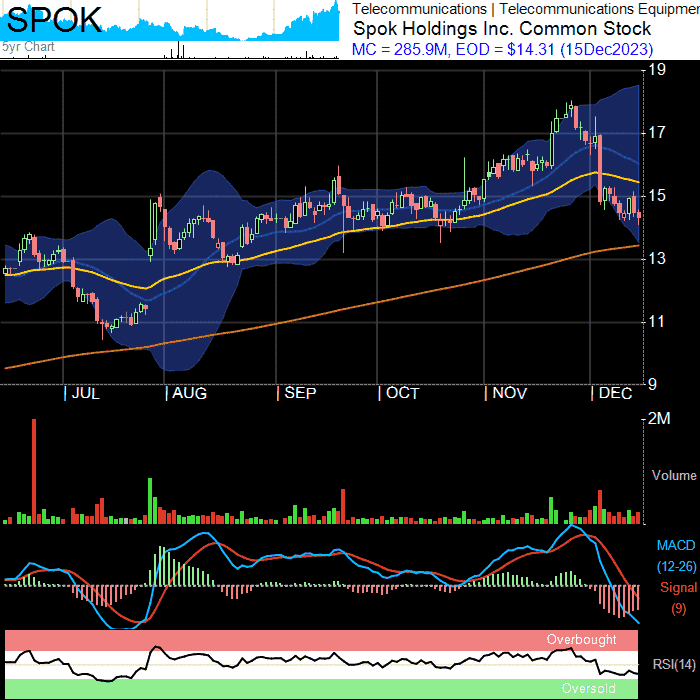 SPOK
5yr Chart
Telecommunications | Telecommunications Equipmen
Spok Holdings Inc. Common Stock
MC = 285.9M, EOD = $14.31 (15Dec2023)
19
17
15
13
11
9
| JUL | AUG | SEP | OCT | NOV | DEC
2M
Volume
MACD
(12-26)
Signal
(9)
Overbought
RSI(14)
Oversold